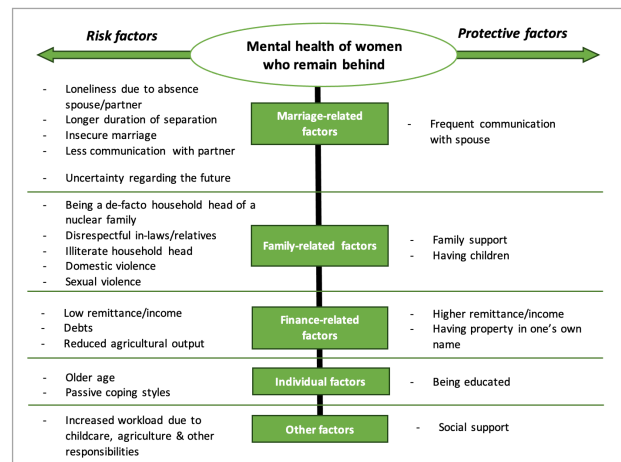 Risk factors
Mental health of women
who remain behind
Protective factors
- Loneliness due to absence
spouse/partner
- Longer duration of separation
- Insecure marriage
- Less communication with partner
- Uncertainty regarding the future
Marriage-related
factors
- Frequent communication
with spouse
- Being a de-facto household head of a
nuclear family
- Disrespectful in-laws/relatives
- Illiterate household head
- Domestic violence
- Sexual violence
Family-related factors
- Family support
- Having children
- Low remittance/income
- Debts
- Reduced agricultural output
Finance-related
factors
- Higher remittance/income
- Having property in one's own
name
- Older age
- Passive coping styles
Individual factors
- Being educated
- Increased workload due to
childcare, agriculture & other
responsibilities
Other factors
- Social support